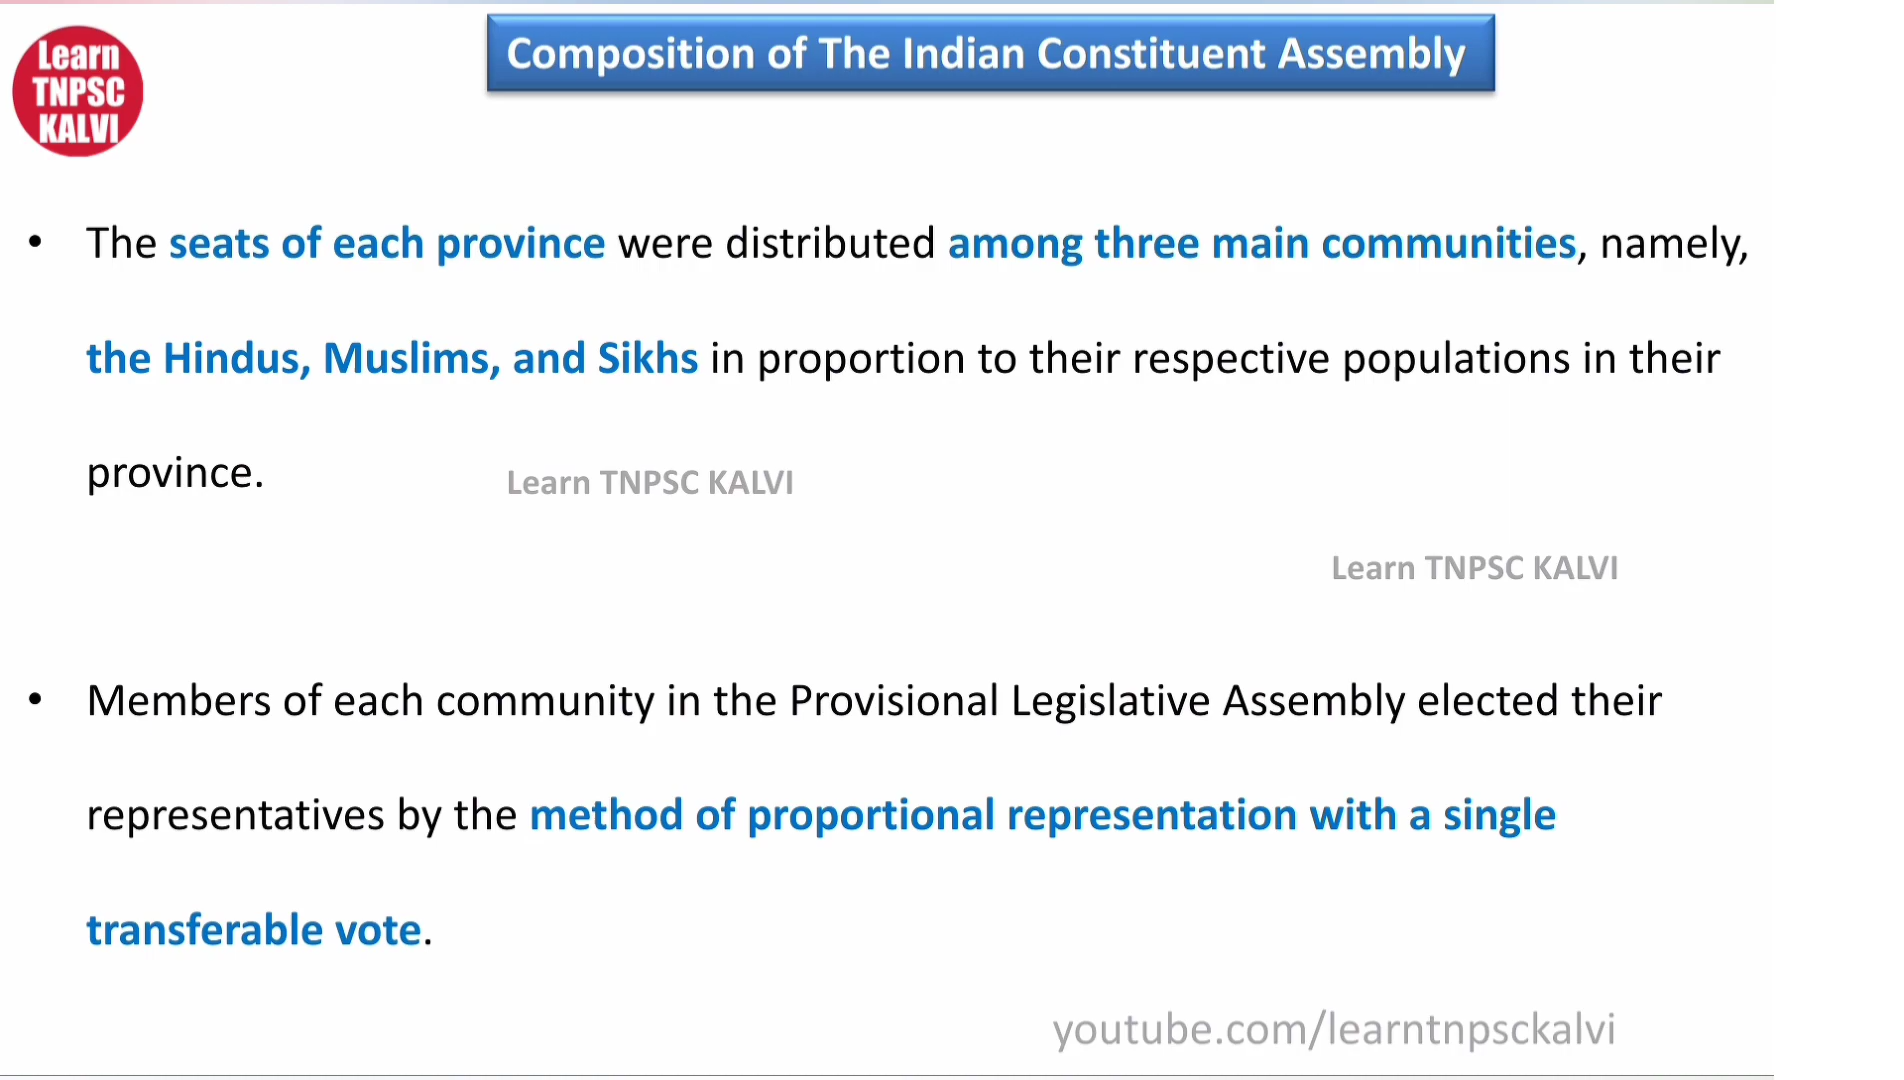 Learn
TNPSC
KALVI
Composition of The Indian Constituent Assembly
• The seats of each province were distributed among three main communities, namely,
the Hindus, Muslims, and Sikhs in proportion to their respective populations in their
province.
Learn TNPSC KALVI
Learn TNPSC KALVI
• Members of each community in the Provisional Legislative Assembly elected their
representatives by the method of proportional representation with a single
transferable vote.
youtube.com/learntnpsckalvi